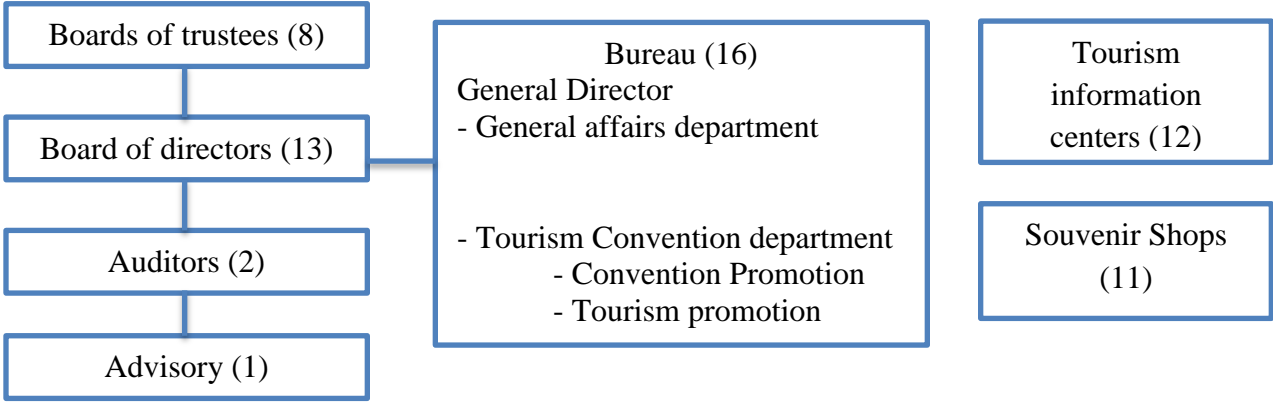 Boards of trustees (8)
Board of directors (13)
Auditors (2)
Advisory (1)
Bureau (16)
General Director
- General affairs department
- Tourism Convention department
- Convention Promotion
- Tourism promotion
Tourism
information
centers (12)
Souvenir Shops
(11)